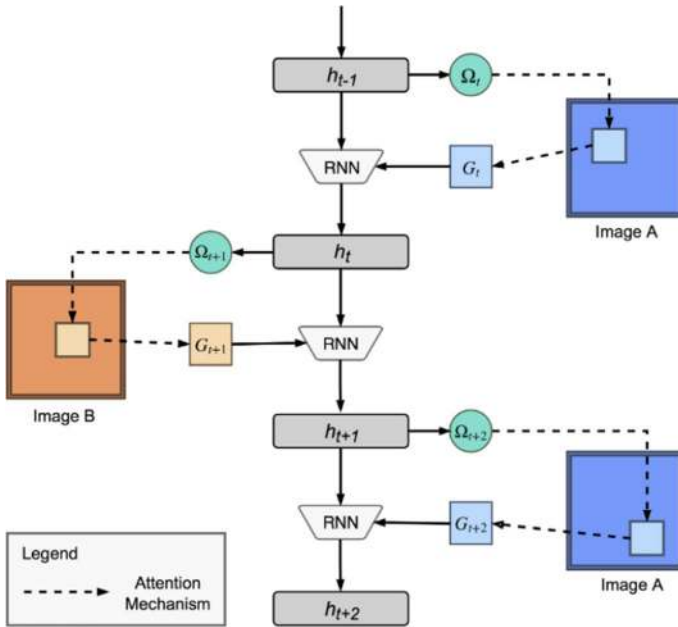 h_{t-1}
Ω_t
RNN
G_t
Image A
Ω_{t+1}
h_t
G_{t+1}
RNN
Image B
h_{t+1}
Ω_{t+2}
RNN
G_{t+2}
Image A
Legend
Attention
Mechanism
h_{t+2}